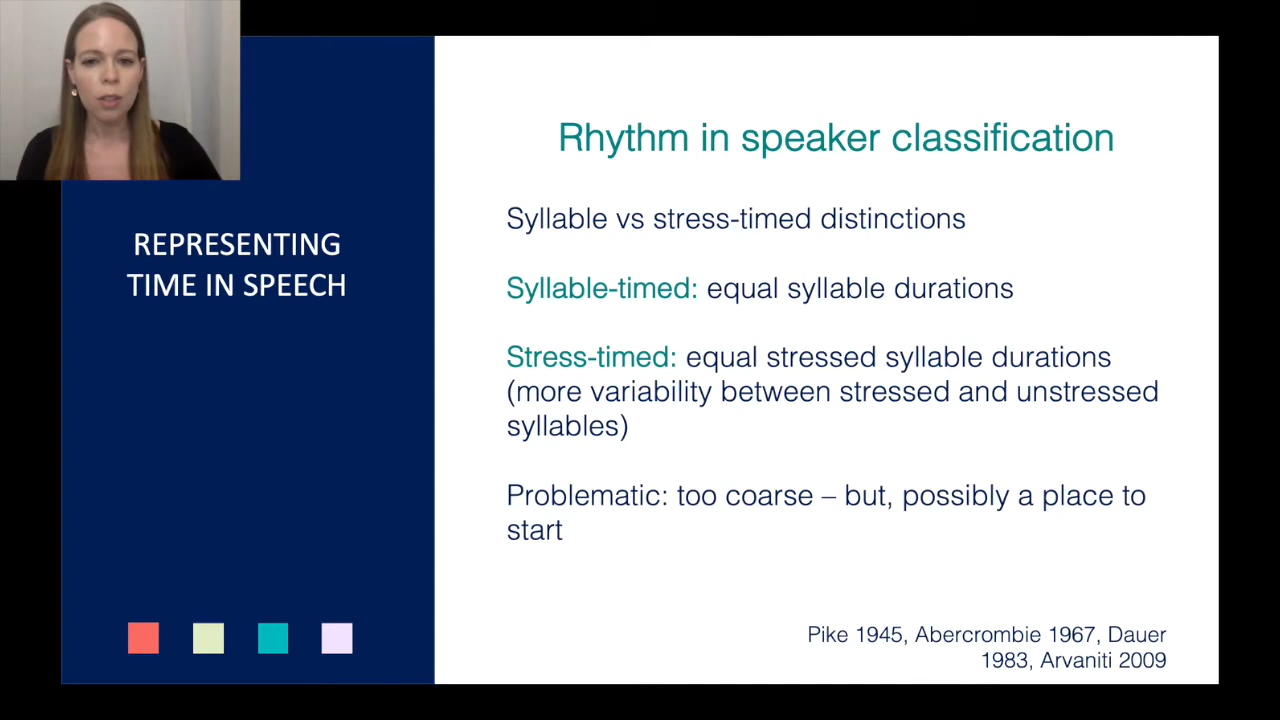 REPRESENTING
TIME IN SPEECH
Rhythm in speaker classification
Syllable vs stress-timed distinctions
Syllable-timed: equal syllable durations
Stress-timed: equal stressed syllable durations
(more variability between stressed and unstressed
syllables)
Problematic: too coarse – but, possibly a place to
start
Pike 1945, Abercrombie 1967, Dauer
1983, Arvaniti 2009